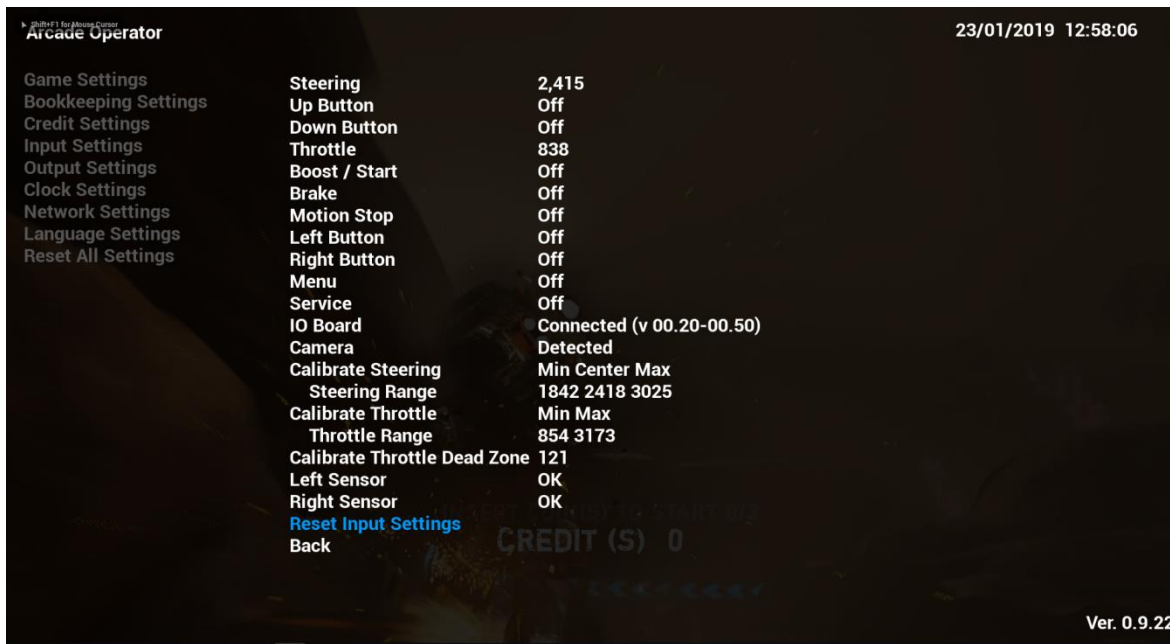 Shift+F1 for Mouse Cursor
Arcade Operator
23/01/2019 12:58:06
Game Settings
Bookkeeping Settings
Credit Settings
Input Settings
Output Settings
Clock Settings
Network Settings
Language Settings
Reset All Settings
Steering 2,415
Up Button Off
Down Button Off
Throttle 838
Boost / Start Off
Brake Off
Motion Stop Off
Left Button Off
Right Button Off
Menu Off
Service Off
IO Board Connected (v 00.20-00.50)
Camera Detected
Calibrate Steering Min Center Max
Steering Range 1842 2418 3025
Calibrate Throttle Min Max
Throttle Range 854 3173
Calibrate Throttle Dead Zone 121
Left Sensor OK
Right Sensor OK
TO START
Reset Input Settings
Back
CREDIT (S) 0
Ver. 0.9.22